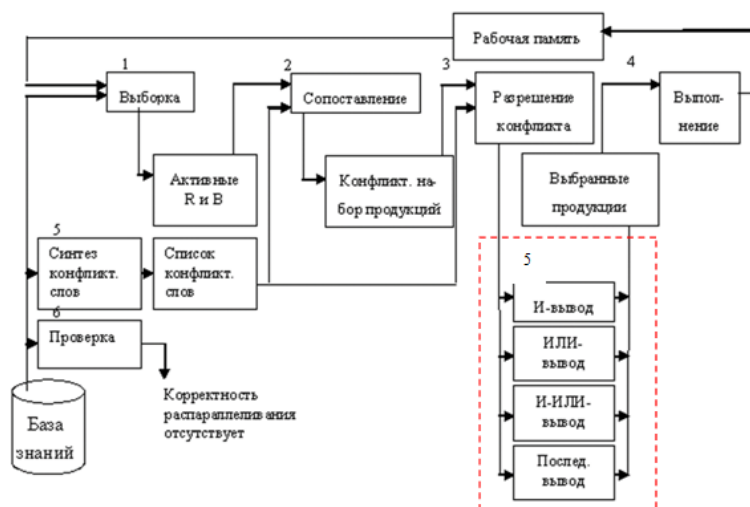 Рабочая память
1
2
3
4
Выборка
Сопоставление
Разрешение
конфликта
Выпол-
нение
Активные
R и B
Конфликт. на-
бор продукций
Выбранные
продукции
5
Синтез
конфликт.
слов
Список
конфликт.
слов
6
Проверка
Корректность
распараллеливания
отсутствует
База
знаний
5
И-вывод
ИЛИ-
вывод
И-ИЛИ-
вывод
Послед.
вывод